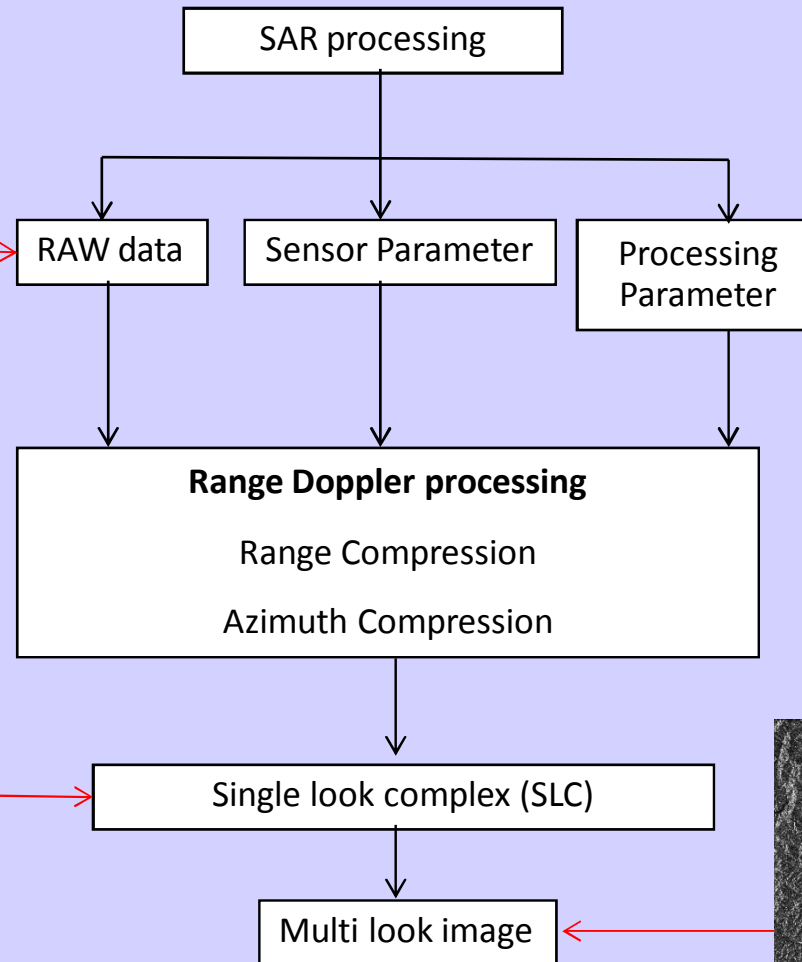 SAR processing
RAW data
Sensor Parameter
Processing
Parameter
Range Doppler processing
Range Compression
Azimuth Compression
Single look complex (SLC)
Multi look image